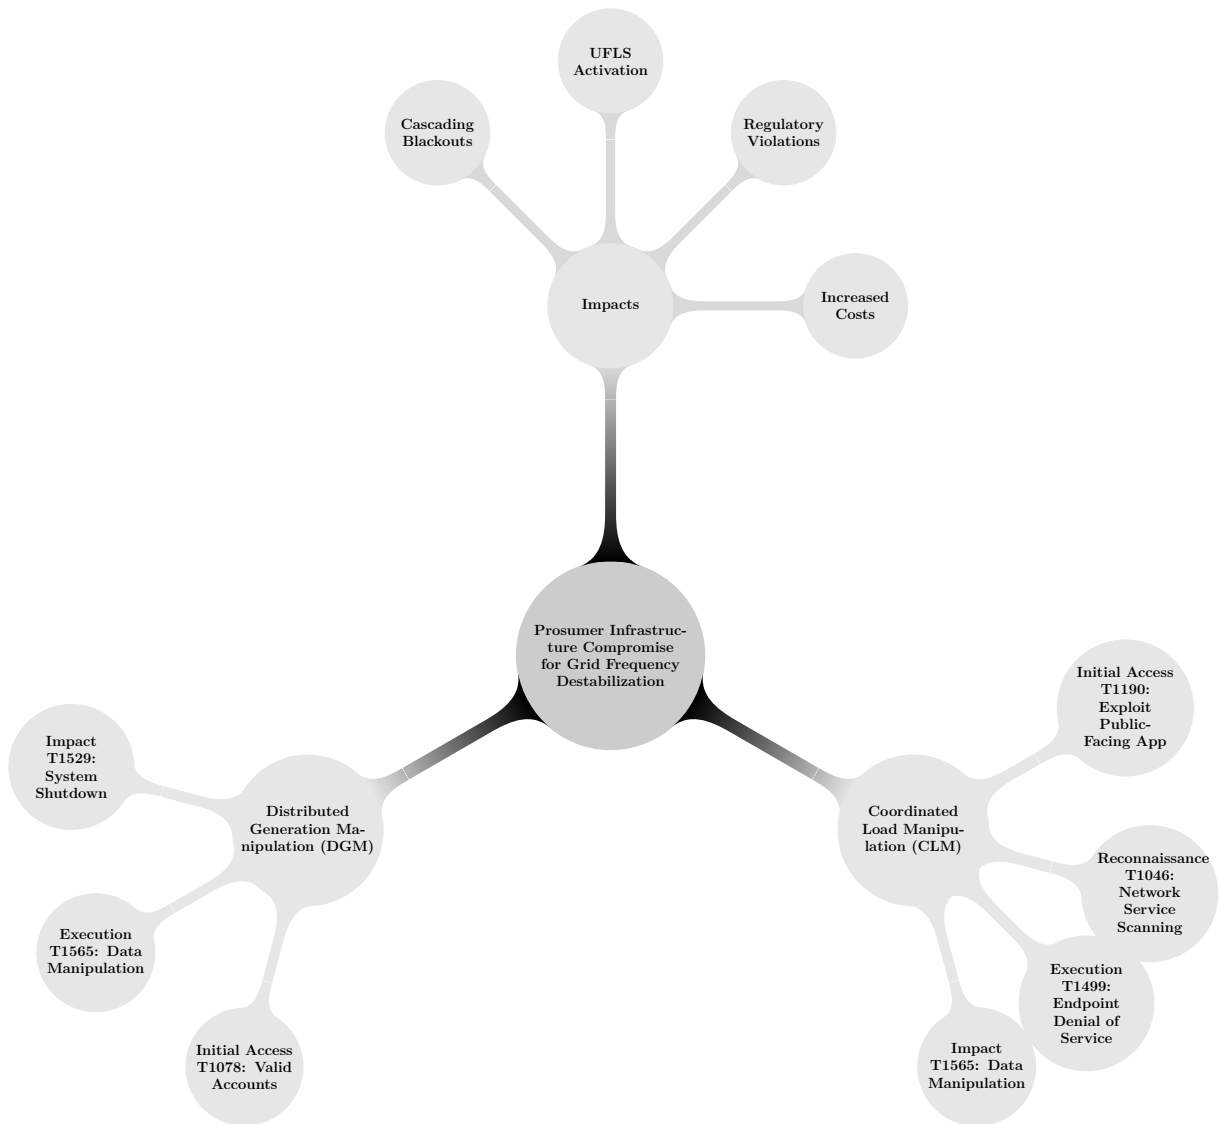 UFLS
Activation
Cascading
Blackouts
Regulatory
Violations
Impacts
Increased
Costs
Prosumer Infrastruc-
ture Compromise
for Grid Frequency
Destabilization
Initial Access
T1190:
Exploit
Public-
Facing App
Impact
T1529:
System
Shutdown
Distributed
Generation Ma-
nipulation (DGM)
Coordinated
Load Manipu-
lation (CLM)
Reconnaissance
T1046:
Network
Service
Scanning
Execution
T1565: Data
Manipulation
Execution
T1499:
Endpoint
Denial of
Service
Initial Access
T1078: Valid
Accounts
Impact
T1565: Data
Manipulation